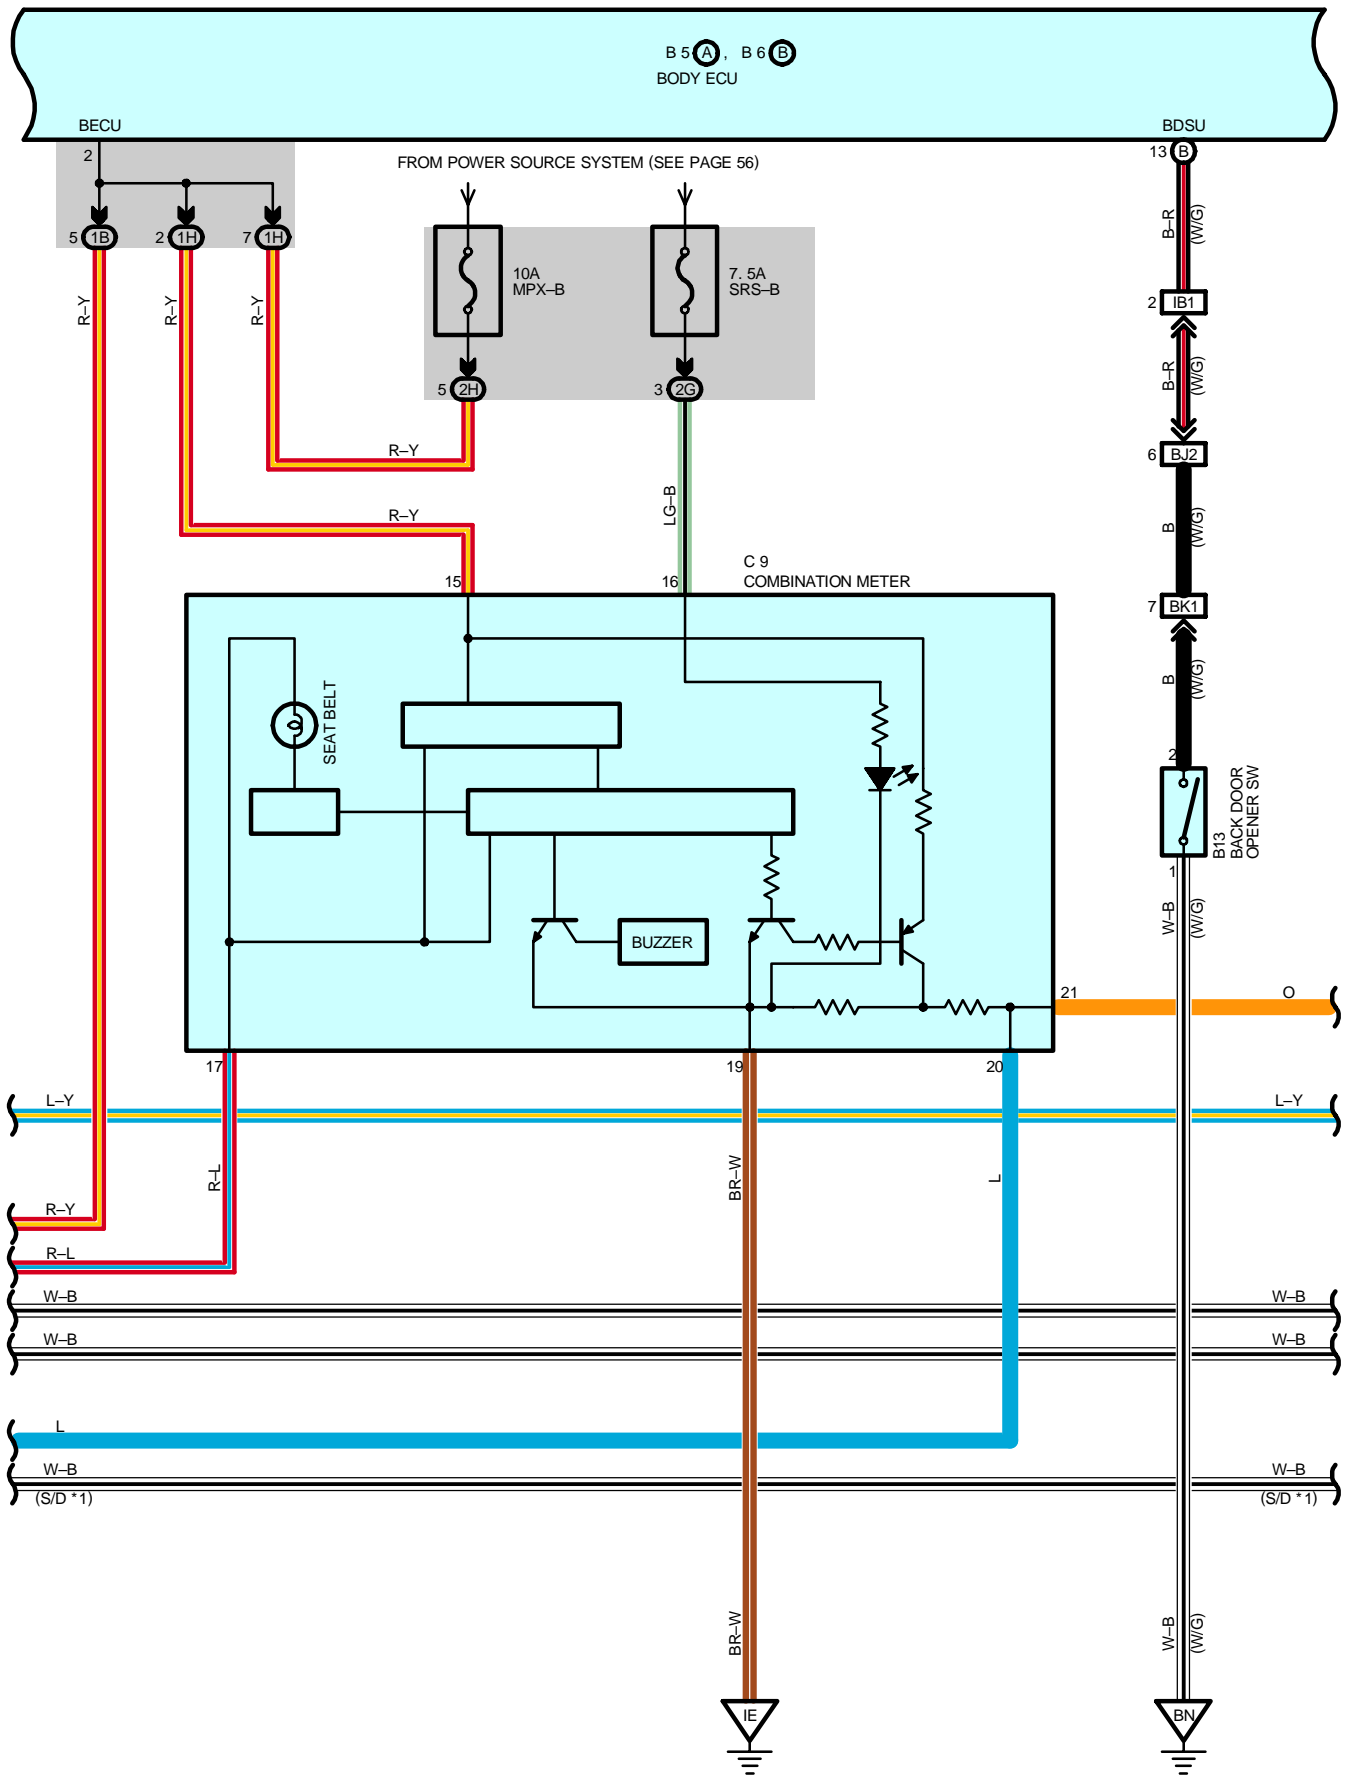 B 5 A , B 6 B
BODY ECU
BECU
BDSU
2
13 B
FROM POWER SOURCE SYSTEM (SEE PAGE 56)
5 1B
2 1H
7 1H
10A
MPX–B
7. 5A
SRS–B
B–R
(W/G)
R–Y
R–Y
R–Y
2 IB1
B–R
(W/G)
5 2H
3 2G
R–Y
6 BJ2
LG–B
R–Y
B
(W/G)
C 9
COMBINATION METER
15
16
7 BK1
B
(W/G)
SEAT BELT
2
B13
BACK DOOR
OPENER SW
1
BUZZER
W–B
(W/G)
21
O
17
19
20
L–Y
L–Y
R–L
BR–W
L
R–Y
R–L
W–B
W–B
W–B
W–B
L
W–B
W–B
(S/D *1)
(S/D *1)
BR–W
W–B
(W/G)
IE
BN